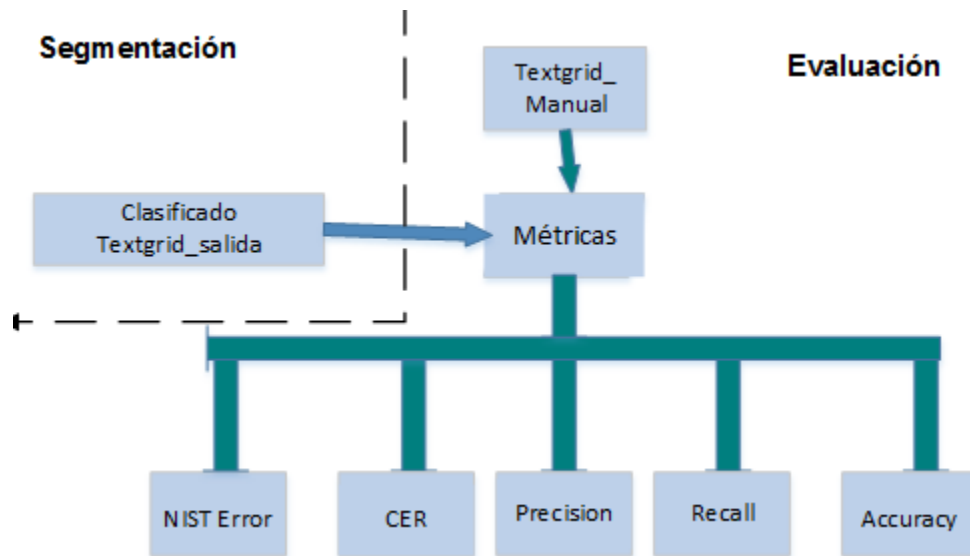 Segmentación
Evaluación
Textgrid_
Manual
Clasificado
Textgrid_salida
Métricas
NIST Error
CER
Precision
Recall
Accuracy